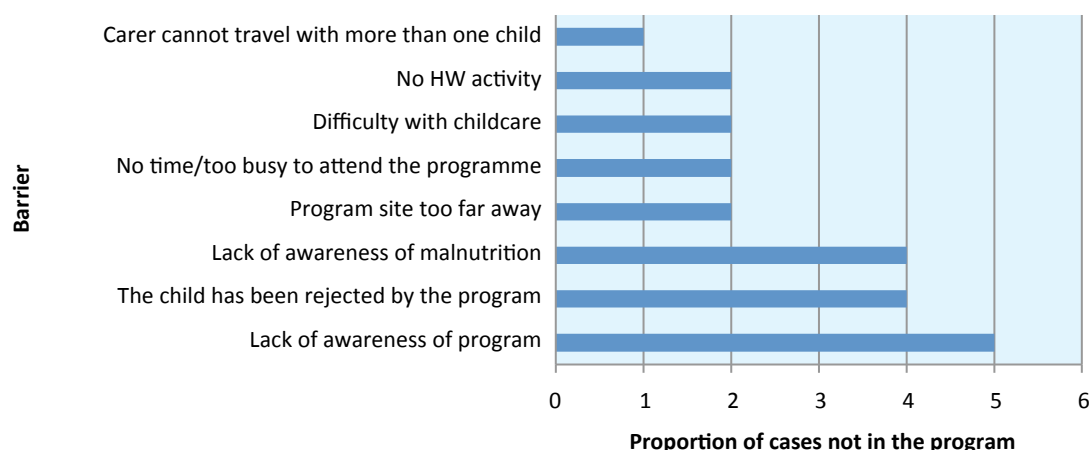 Carer cannot travel with more than one child
No HW activity
Difficulty with childcare
No time/too busy to attend the programme
Program site too far away
Lack of awareness of malnutrition
The child has been rejected by the program
Lack of awareness of program
Barrier
0 1 2 3 4 5 6
Proportion of cases not in the program